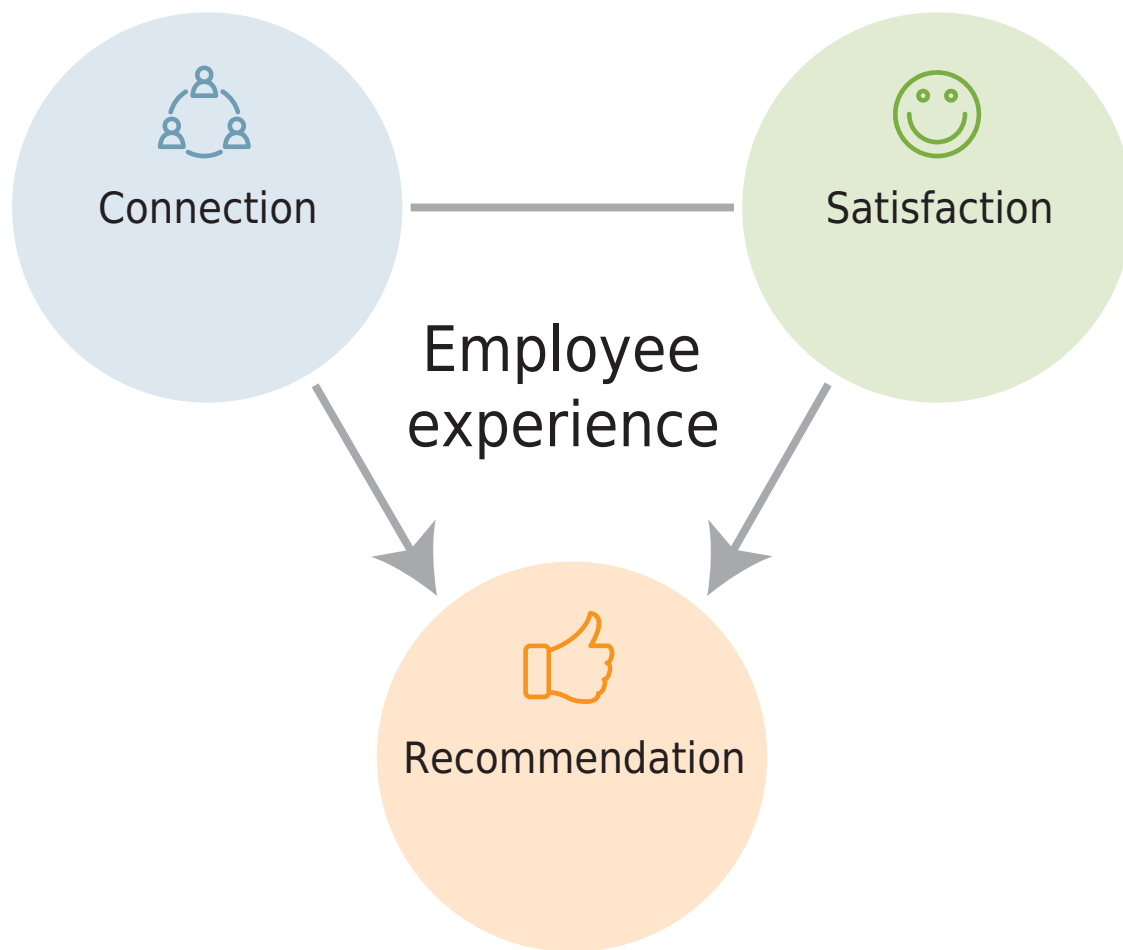 Connection
Satisfaction
Employee
experience
Recommendation